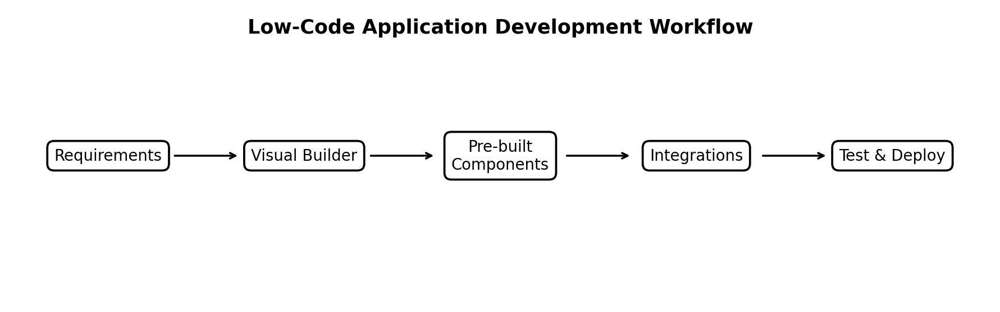 Low-Code Application Development Workflow
Requirements
Visual Builder
Pre-built
Components
Integrations
Test & Deploy